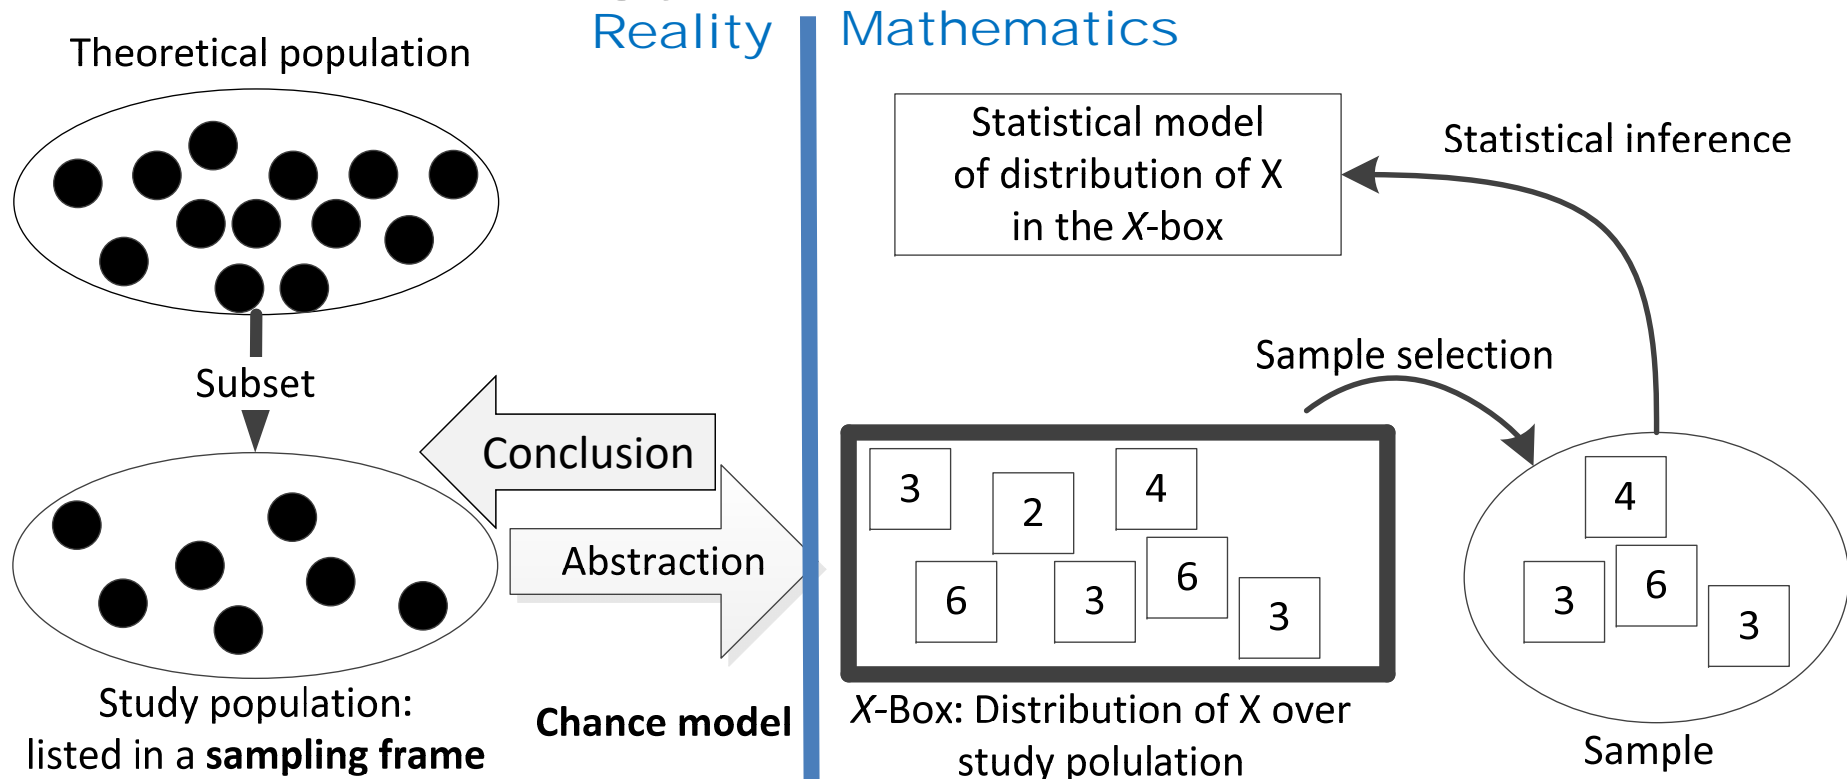 Reality
Mathematics
Theoretical population
Subset
Conclusion
Abstraction
Study population:
listed in a sampling frame
Chance model
Statistical model
of distribution of X
in the X-box
Statistical inference
Sample selection
3
2
4
6
3
6
3
X-Box: Distribution of X over
study polulation
4
3
6
3
Sample